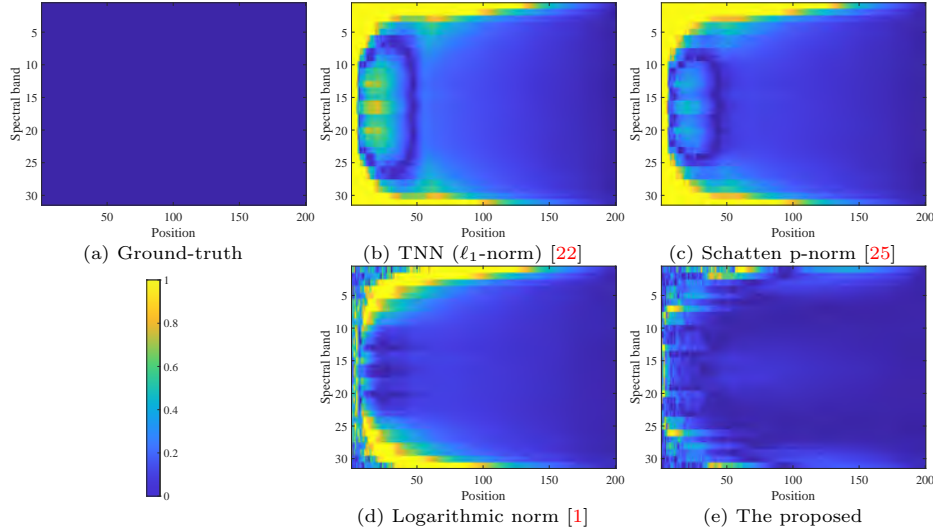 5
10
15
20
25
30
Spectral band
50 100 150 200
Position
(a) Ground-truth
5
10
15
20
25
30
Spectral band
50 100 150 200
Position
(b) TNN (ℓ₁-norm) [22]
5
10
15
20
25
30
Spectral band
50 100 150 200
Position
(c) Schatten p-norm [25]
1
0.8
0.6
0.4
0.2
0
5
10
15
20
25
30
Spectral band
50 100 150 200
Position
(d) Logarithmic norm [1]
5
10
15
20
25
30
Spectral band
50 100 150 200
Position
(e) The proposed